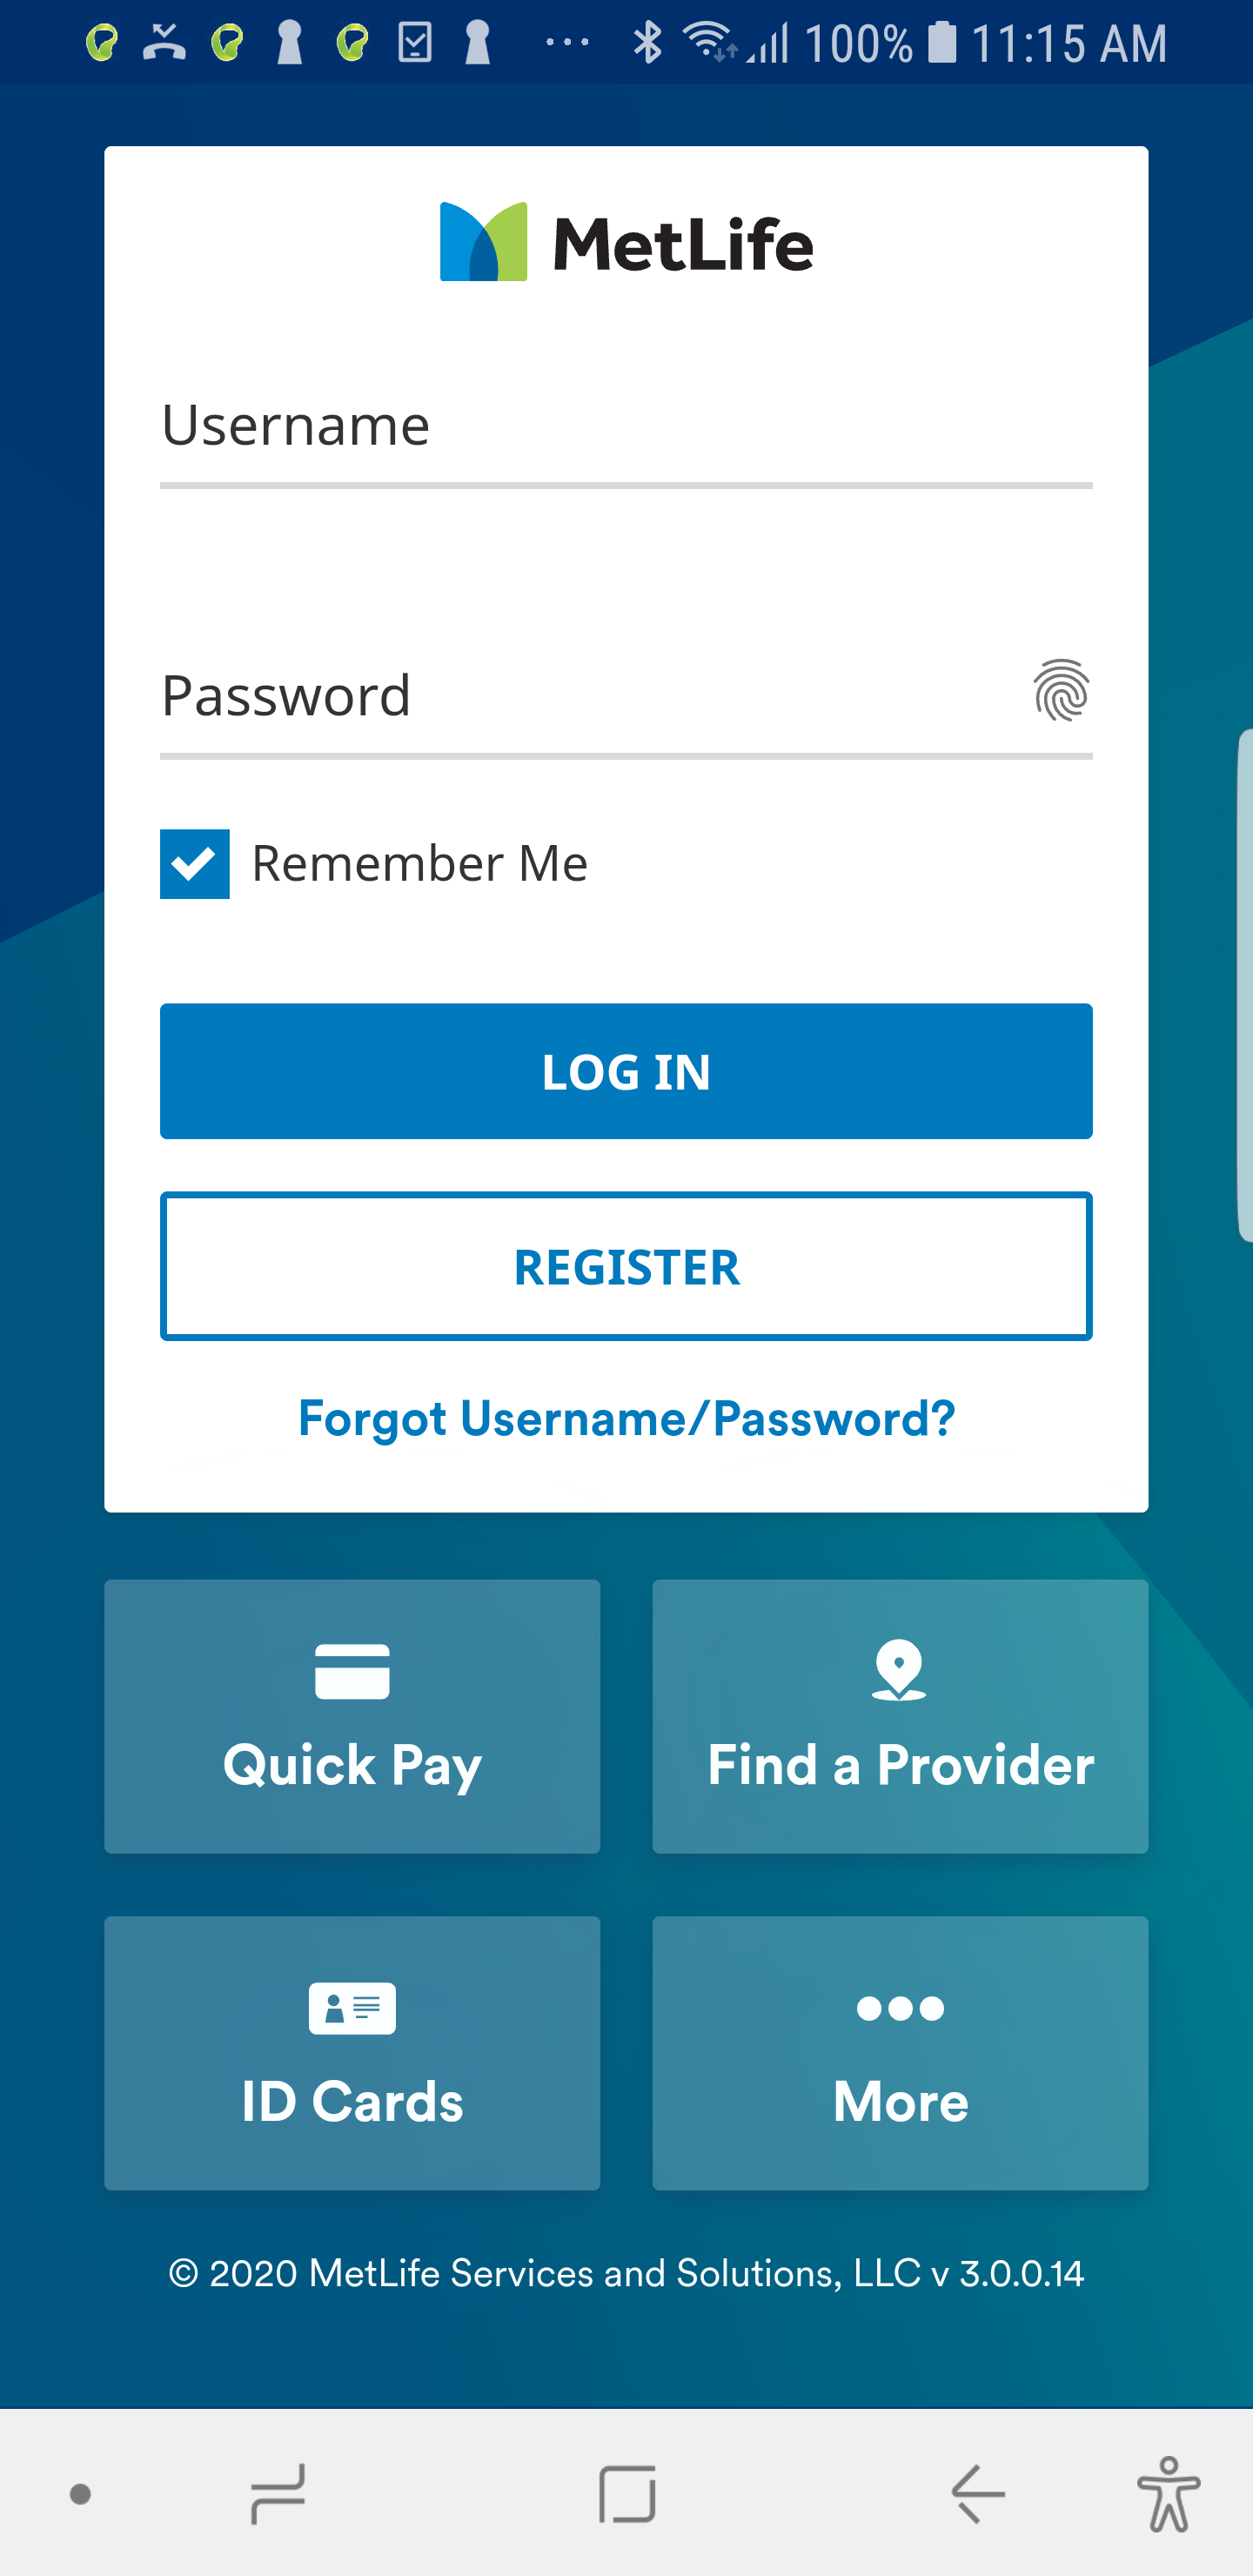 100% 11:15 AM
MetLife
Username
Password
Remember Me
LOG IN
REGISTER
Forgot Username/Password?
Quick Pay
Find a Provider
ID Cards
More
© 2020 MetLife Services and Solutions, LLC v 3.0.0.14